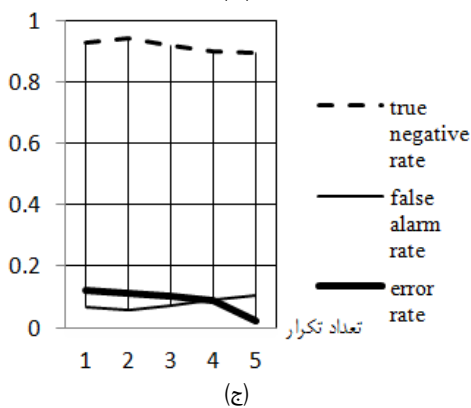 1
0.8
0.6
0.4
0.2
0
1 2 3 4 5
تعداد تکرار
true
negative
rate
false
alarm
rate
error
rate
(ج)